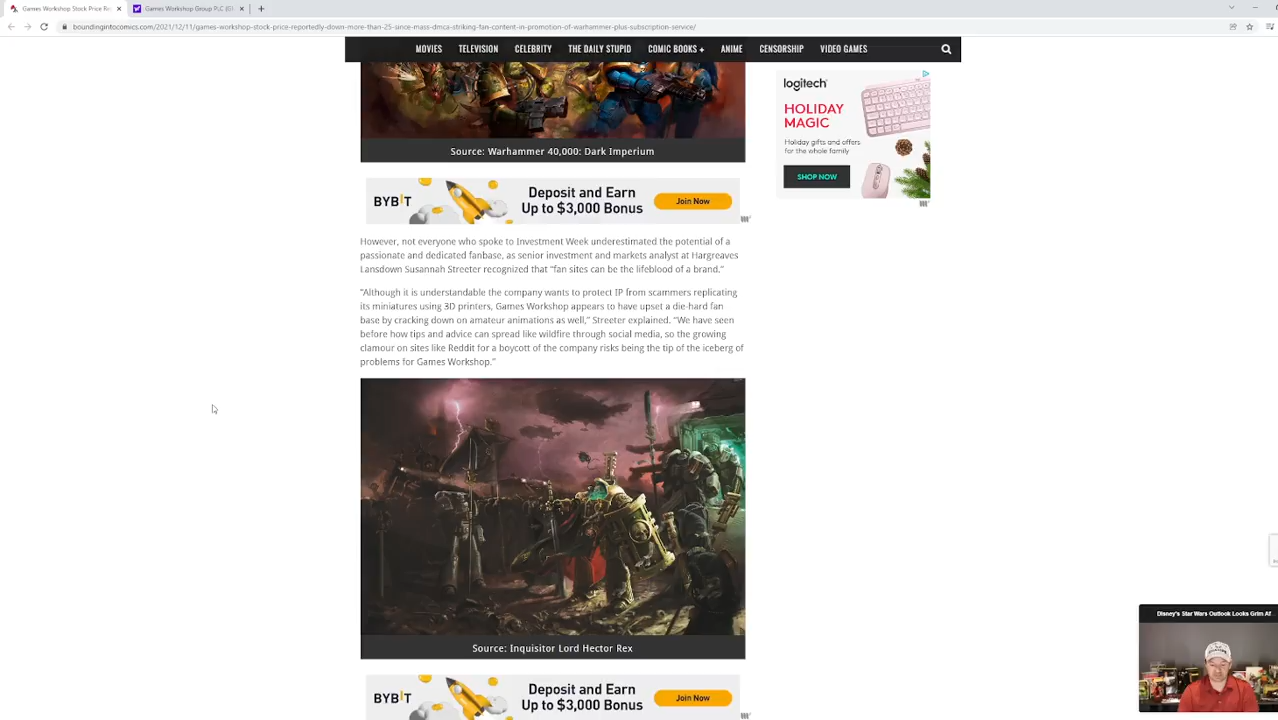 Games Workshop Stock Price Re
Games Workshop Group PLC (G
boundingintocomics.com/2021/12/11/games-workshop-stock-price-reportedly-down-more-than-25-since-mass-dmca-striking-fan-content-in-promotion-of-warhammer-plus-subscription-service/
MOVIES TELEVISION CELEBRITY THE DAILY STUPID COMIC BOOKS + ANIME CENSORSHIP VIDEO GAMES
logitech
HOLIDAY
MAGIC
Holiday gifts and offers
for the whole family
SHOP NOW
Source: Warhammer 40,000: Dark Imperium
BYBIT
Deposit and Earn
Up to $3,000 Bonus
Join Now
However, not everyone who spoke to Investment Week underestimated the potential of a
passionate and dedicated fanbase, as senior investment and markets analyst at Hargreaves
Lansdown Susannah Streeter recognized that “fan sites can be the lifeblood of a brand.”
“Although it is understandable the company wants to protect IP from scammers replicating
its miniatures using 3D printers, Games Workshop appears to have upset a die-hard fan
base by cracking down on amateur animations as well,” Streeter explained. “We have seen
before how tips and advice can spread like wildfire through social media, so the growing
clamour on sites like Reddit for a boycott of the company risks being the tip of the iceberg of
problems for Games Workshop.”
Source: Inquisitor Lord Hector Rex
BYBIT
Deposit and Earn
Up to $3,000 Bonus
Join Now
Disney's Star Wars Outlook Looks Grim Af